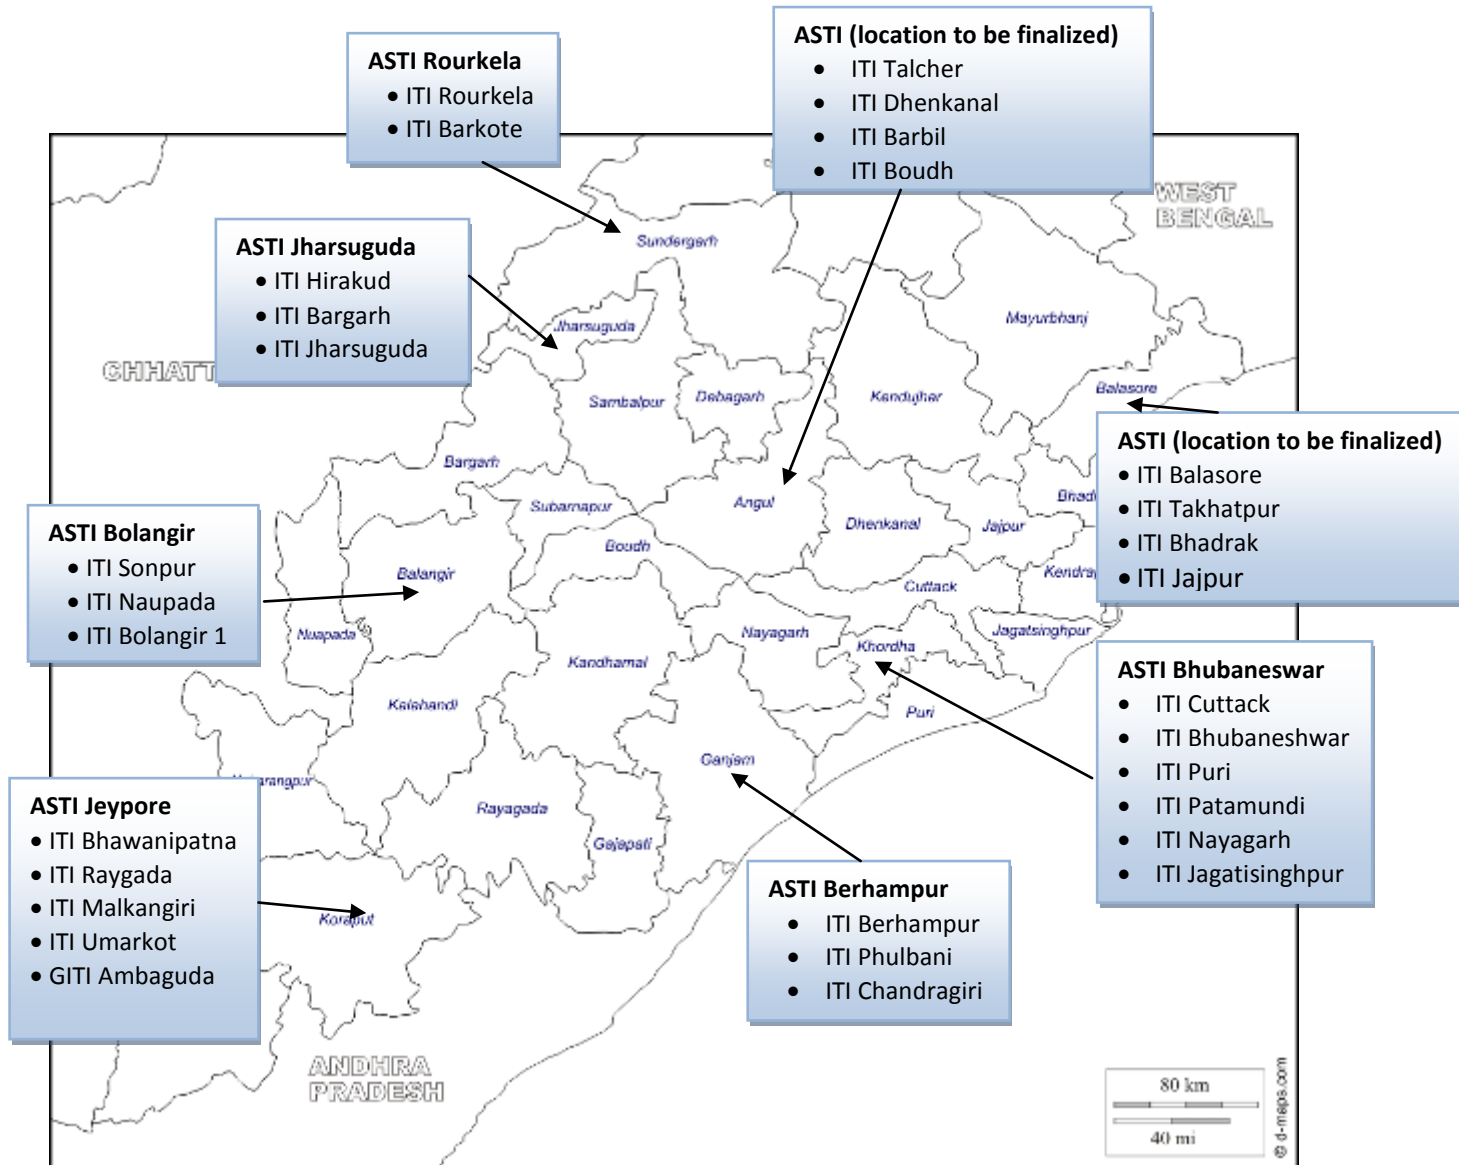 ASTI (location to be finalized)
• ITI Talcher
• ITI Dhenkanal
• ITI Barbil
• ITI Boudh
ASTI Rourkela
• ITI Rourkela
• ITI Barkote
WEST
BENGAL
ASTI Jharsuguda
• ITI Hirakud
• ITI Bargarh
• ITI Jharsuguda
Sundergarh
Jharsuguda
Mayurbhanj
CHHATT
Sambalpur
Debagarh
Kendujhar
Balasore
ASTI (location to be finalized)
• ITI Balasore
• ITI Takhatpur
• ITI Bhadrak
• ITI Jajpur
Bargarh
Subarnapur
Angul
Dhenkanal
Jajpur
Bhad
Boudh
ASTI Bolangir
• ITI Sonpur
• ITI Naupada
• ITI Bolangir 1
Balangir
Cuttack
Kendrap
Nuapada
Nayagarh
Khordha
Jagatsinghpur
Kandhamal
Kalahandi
Puri
ASTI Bhubaneswar
• ITI Cuttack
• ITI Bhubaneshwar
• ITI Puri
• ITI Patamundi
• ITI Nayagarh
• ITI Jagatisinghpur
Ganjam
arangpur
Rayagada
Gajapati
ASTI Jeypore
• ITI Bhawanipatna
• ITI Raygada
• ITI Malkangiri
• ITI Umarkot
• GITI Ambaguda
Koraput
ASTI Berhampur
• ITI Berhampur
• ITI Phulbani
• ITI Chandragiri
ANDHRA
PRADESH
80 km
40 mi
© d-maps.com